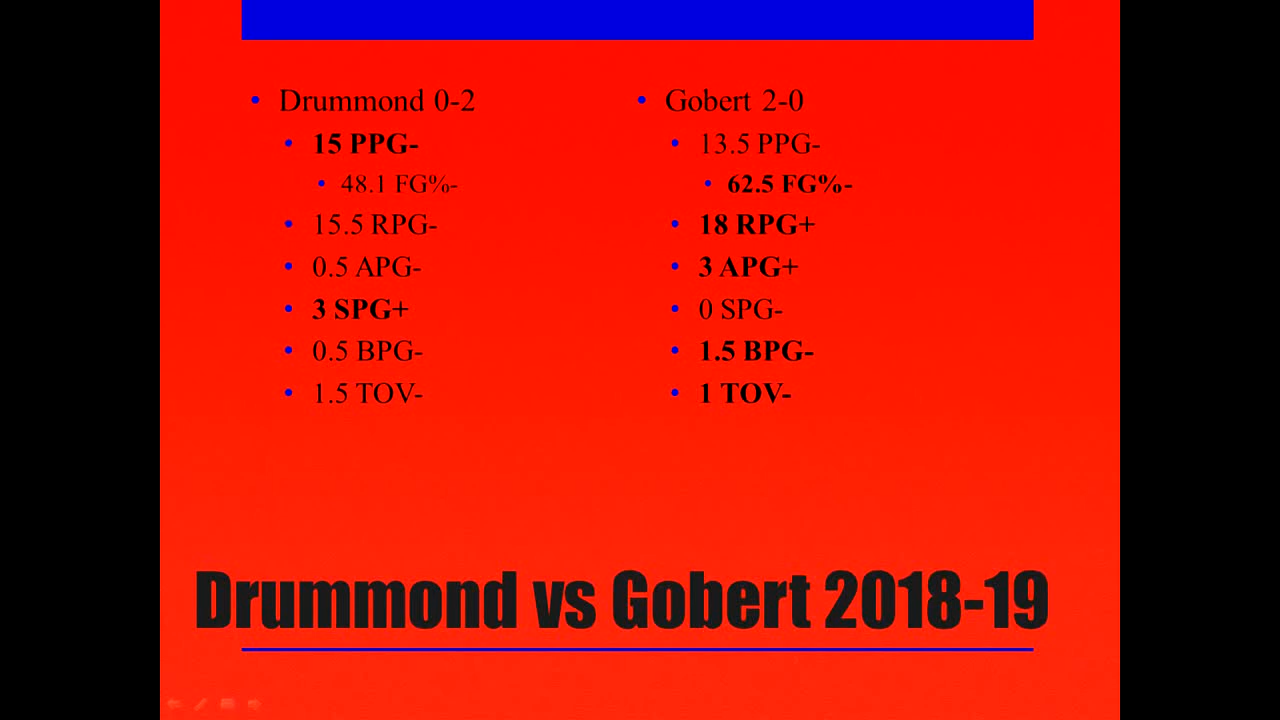 Drummond 0-2
15 PPG-
48.1 FG%-
15.5 RPG-
0.5 APG-
3 SPG+
0.5 BPG-
1.5 TOV-
Gobert 2-0
13.5 PPG-
62.5 FG%-
18 RPG+
3 APG+
0 SPG-
1.5 BPG-
1 TOV-
Drummond vs Gobert 2018-19